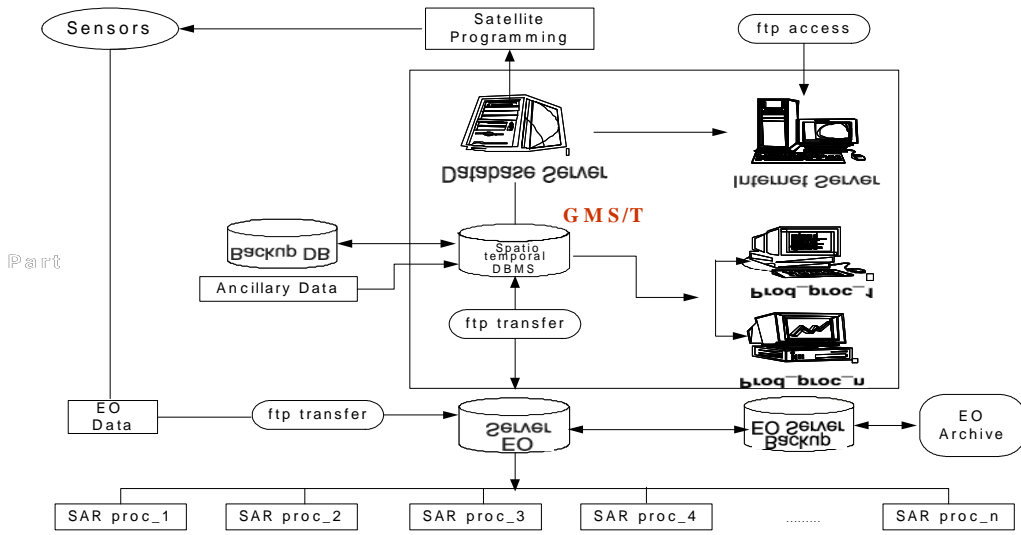 Sensors
Satellite
Programming
ftp access
Database Server
Internet Server
GMS/T
Backup DB
Spatio
temporal
DBMS
Part
Ancillary Data
Prod_proc_1
ftp transfer
Prod_proc_n
EO
Data
ftp transfer
EO
Server
Backup
EO Server
EO
Archive
SAR proc_1
SAR proc_2
SAR proc_3
SAR proc_4
.........
SAR proc_n